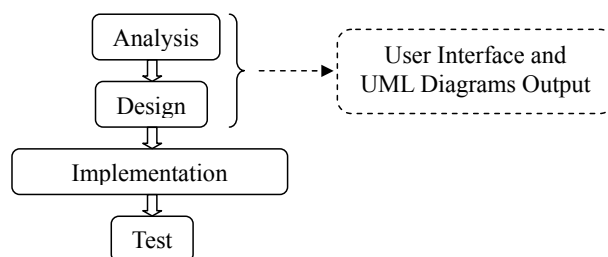 Analysis
Design
Implementation
Test
User Interface and
UML Diagrams Output